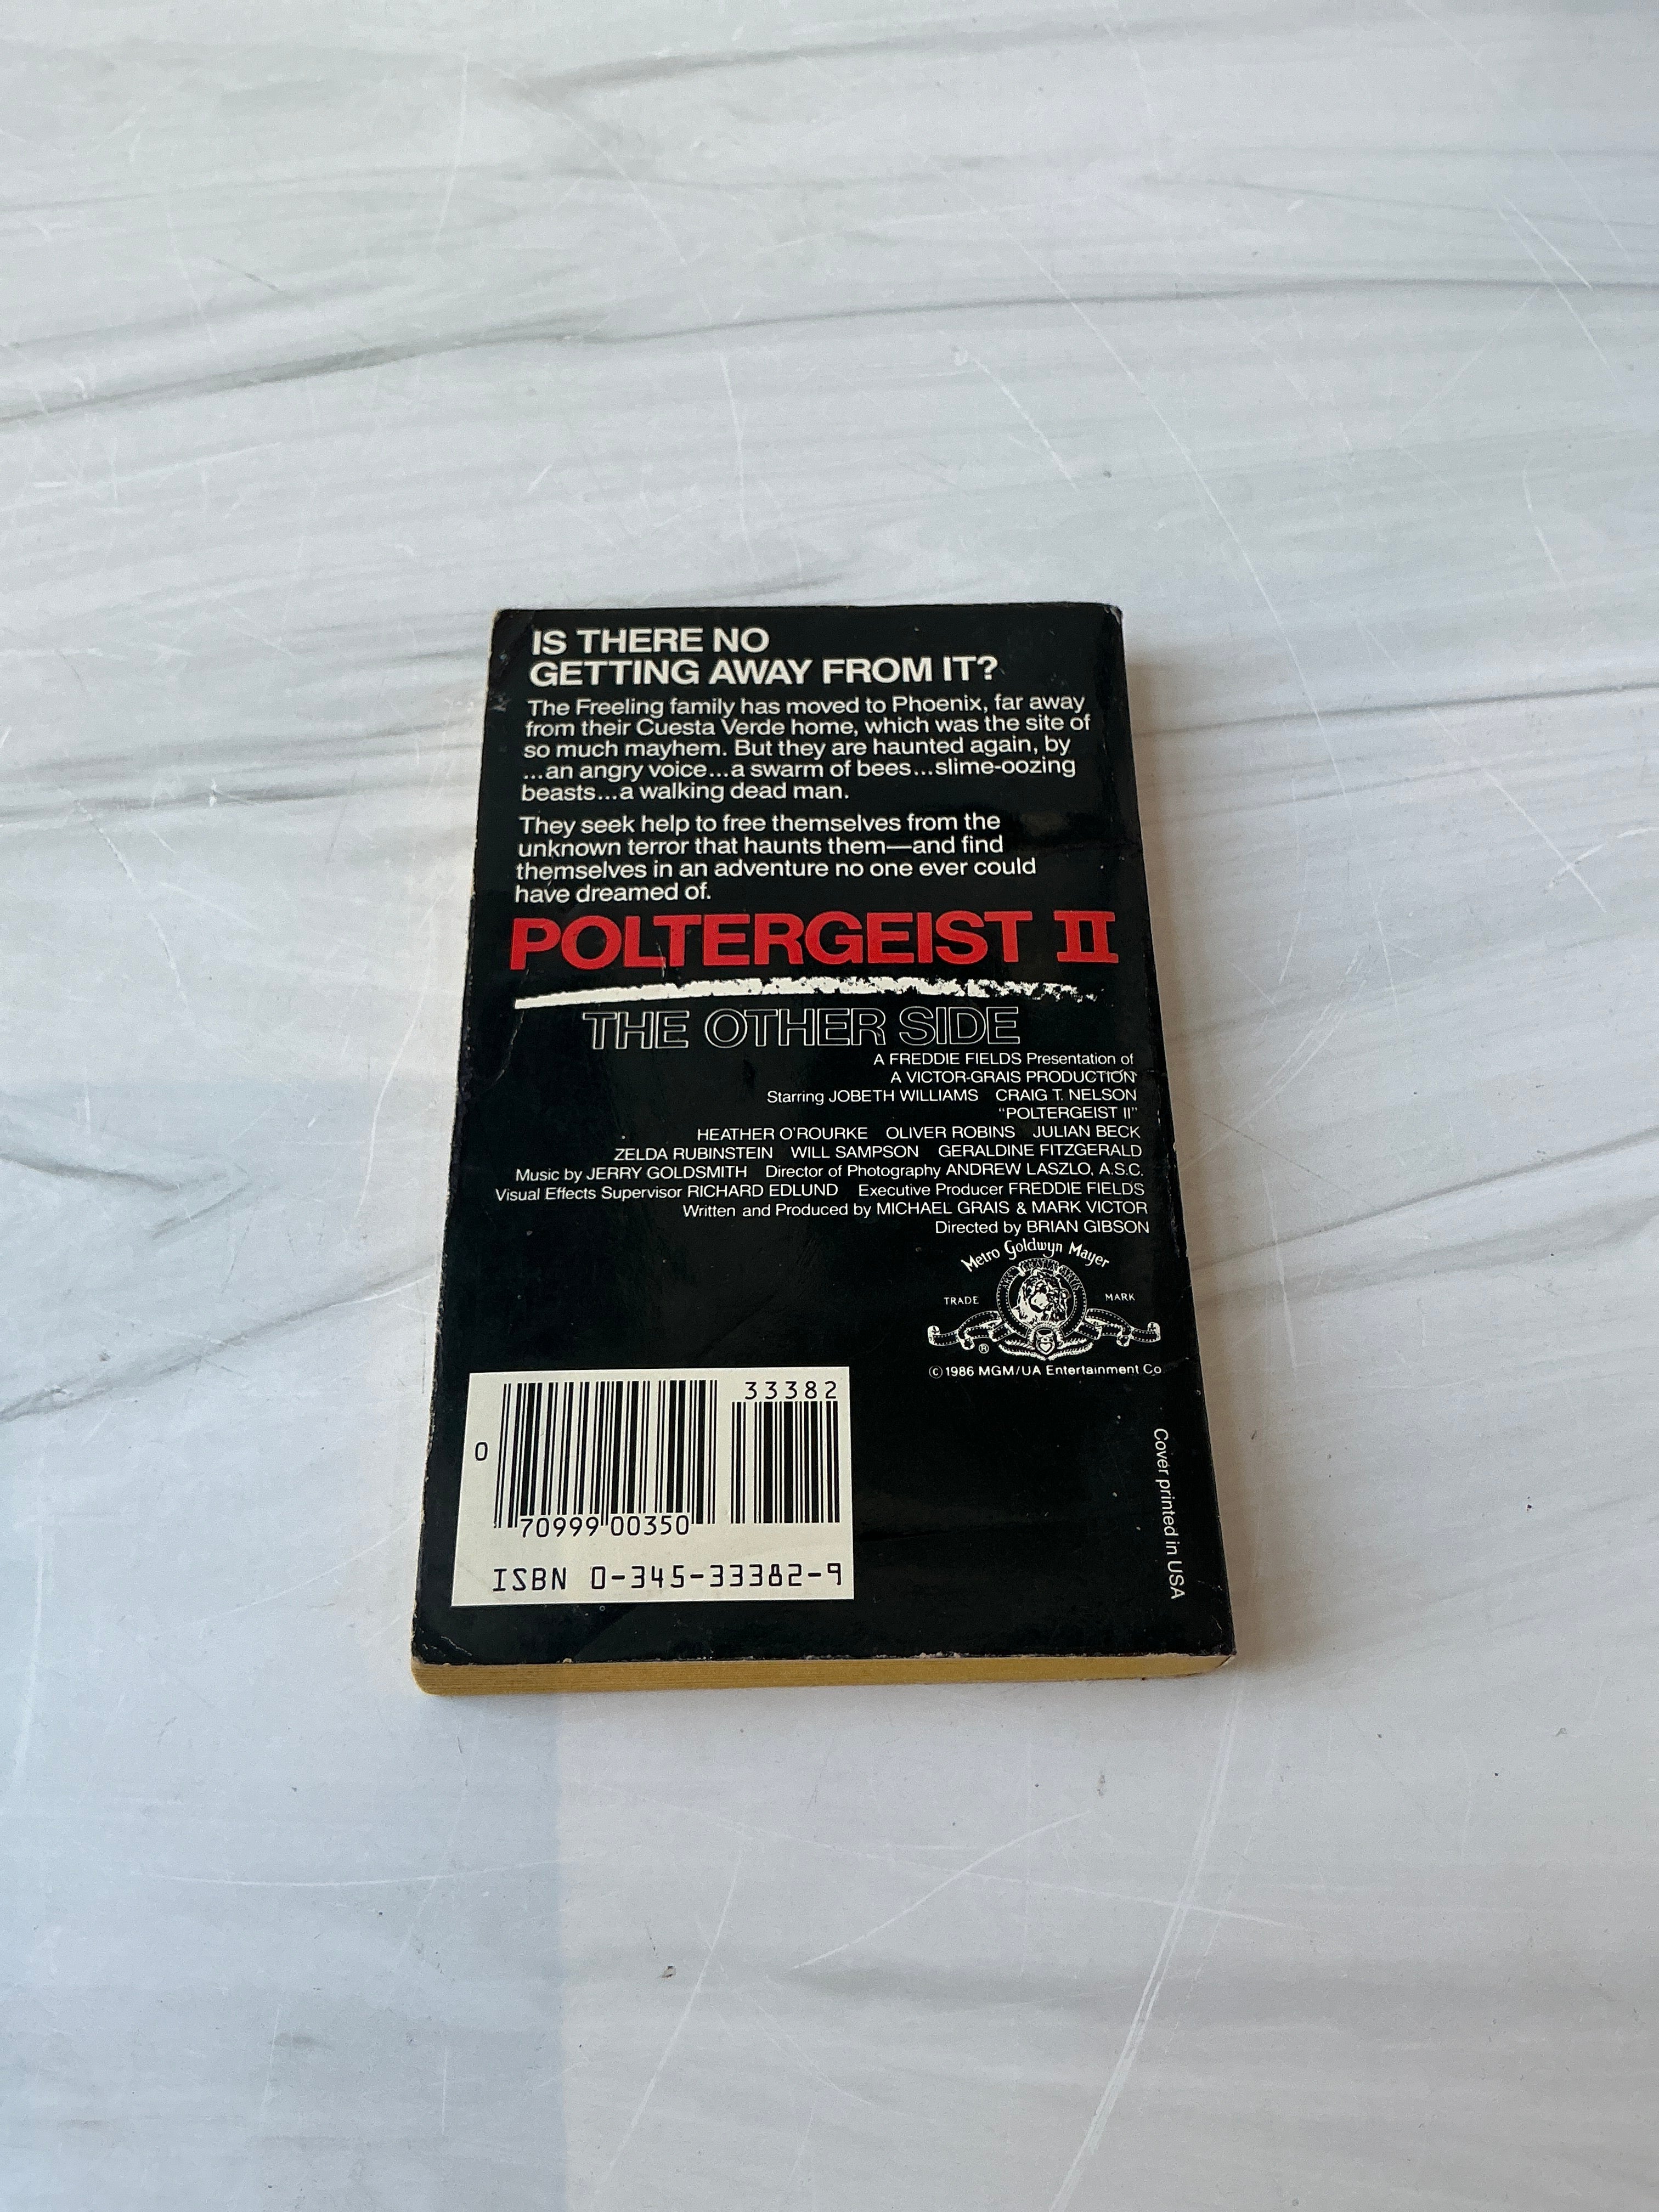 IS THERE NO
GETTING AWAY FROM IT?
The Freeling family has moved to Phoenix, far away
from their Cuesta Verde home, which was the site of
so much mayhem. But they are haunted again, by
...an angry voice...a swarm of bees...slime-oozing
beasts...a walking dead man.
They seek help to free themselves from the
unknown terror that haunts them—and find
themselves in an adventure no one ever could
have dreamed of.
POLTERGEIST II
THE OTHER SIDE
A FREDDIE FIELDS Presentation of
A VICTOR-GRAIS PRODUCTION
Starring JOBETH WILLIAMS CRAIG T. NELSON
"POLTERGEIST II"
HEATHER O'ROURKE OLIVER ROBINS JULIAN BECK
ZELDA RUBINSTEIN WILL SAMPSON GERALDINE FITZGERALD
Music by JERRY GOLDSMITH Director of Photography ANDREW LASZLO, A.S.C.
Visual Effects Supervisor RICHARD EDLUND Executive Producer FREDDIE FIELDS
Written and Produced by MICHAEL GRAIS & MARK VICTOR
Directed by BRIAN GIBSON
Metro Goldwyn Mayer
TRADE MARK
®
©1986 MGM/UA Entertainment Co.
33382
0
70999 00350
ISBN 0-345-33382-9
Cover printed in USA